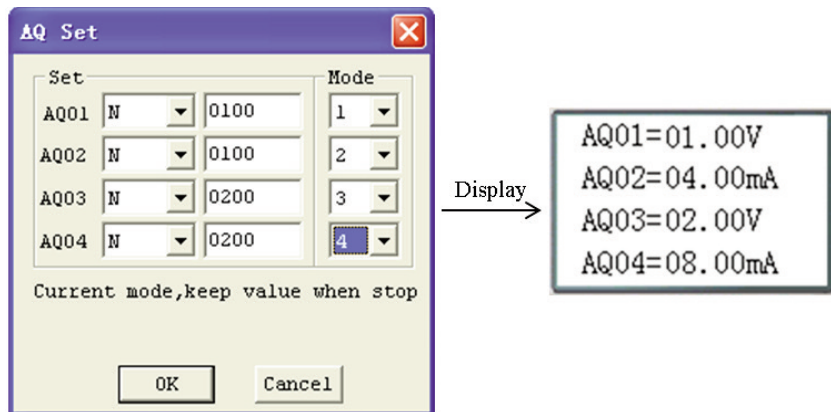 AQ Set
Set Mode
AQ01 N 0100 1
AQ02 N 0100 2
AQ03 N 0200 3
AQ04 N 0200 4
Current mode,keep value when stop
OK Cancel
Display
AQ01=01.00V
AQ02=04.00mA
AQ03=02.00V
AQ04=08.00mA